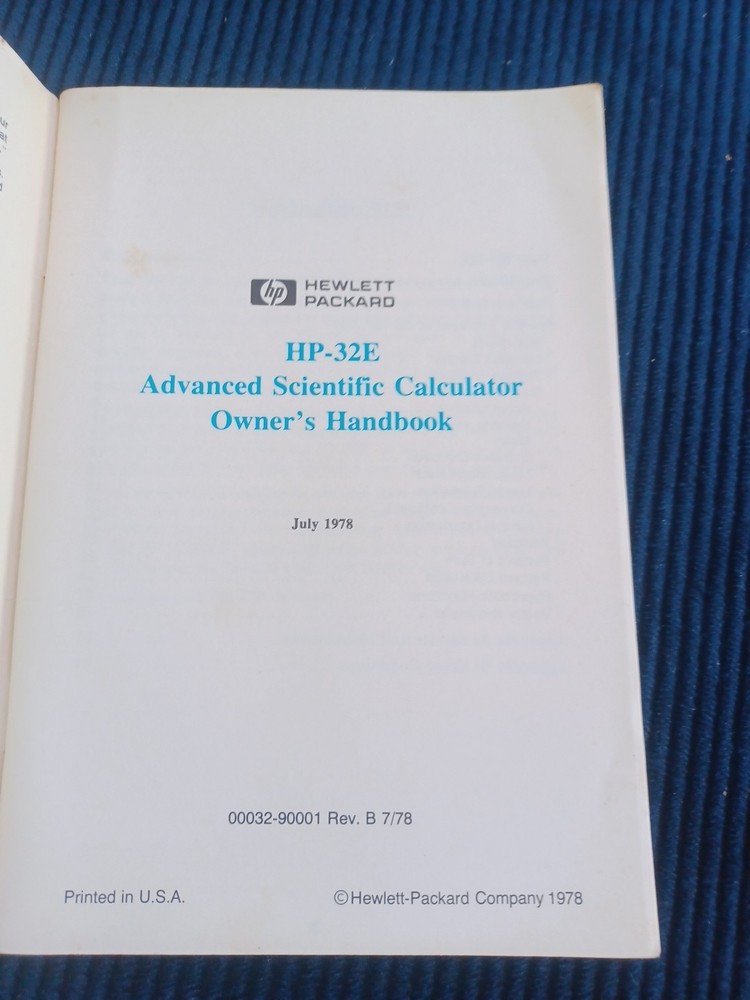 hp HEWLETT
PACKARD
HP-32E
Advanced Scientific Calculator
Owner's Handbook
July 1978
00032-90001 Rev. B 7/78
Printed in U.S.A.
©Hewlett-Packard Company 1978